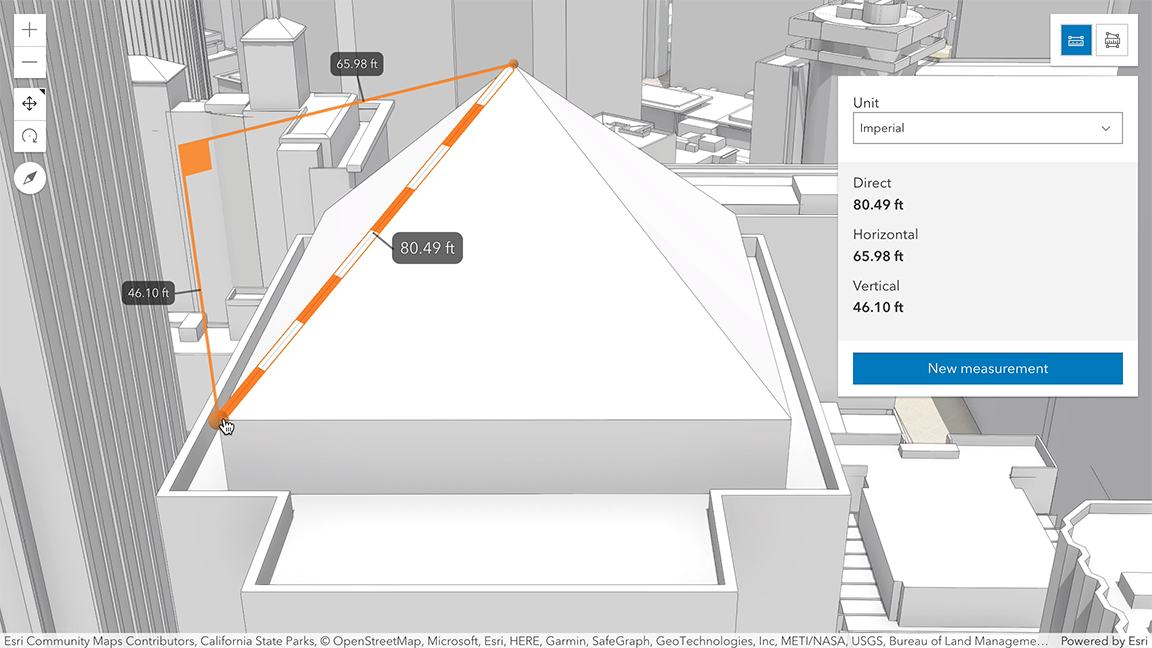 65.98 ft
80.49 ft
46.10 ft
Unit
Imperial
Direct
80.49 ft
Horizontal
65.98 ft
Vertical
46.10 ft
New measurement
Esri Community Maps Contributors, California State Parks, © OpenStreetMap, Microsoft, Esri, HERE, Garmin, SafeGraph, GeoTechnologies, Inc, METI/NASA, USGS, Bureau of Land Manageme… Powered by Esri